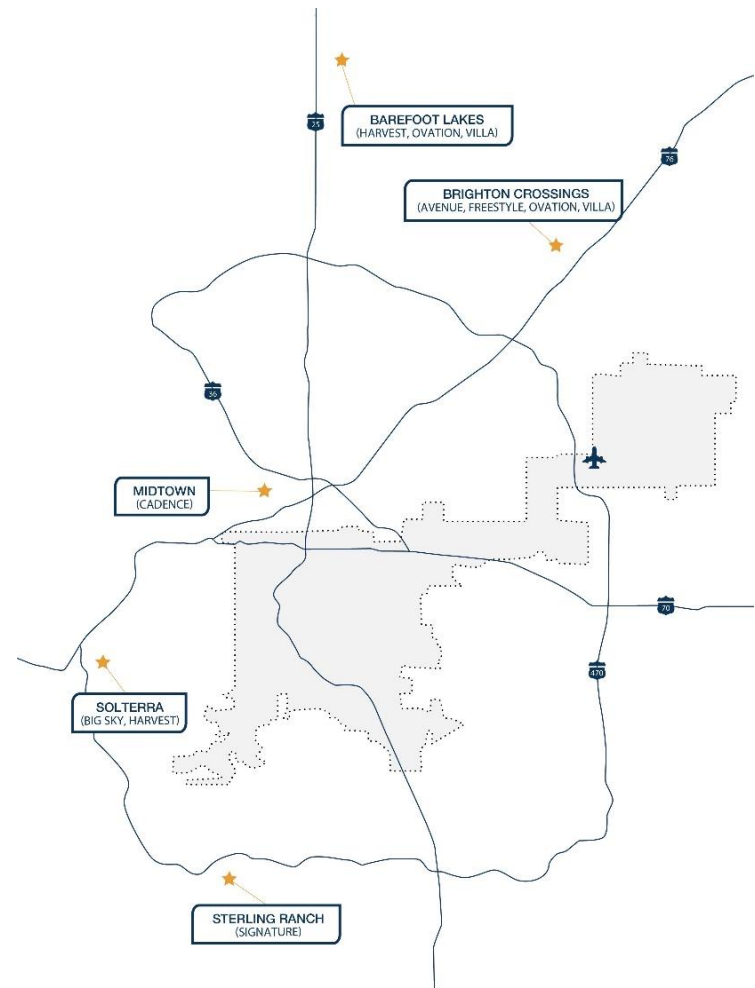 BAREFOOT LAKES
(HARVEST, OVATION, VILLA)
25
76
BRIGHTON CROSSINGS
(AVENUE, FREESTYLE, OVATION, VILLA)
36
MIDTOWN
(CADENCE)
70
470
SOLTERRA
(BIG SKY, HARVEST)
STERLING RANCH
(SIGNATURE)